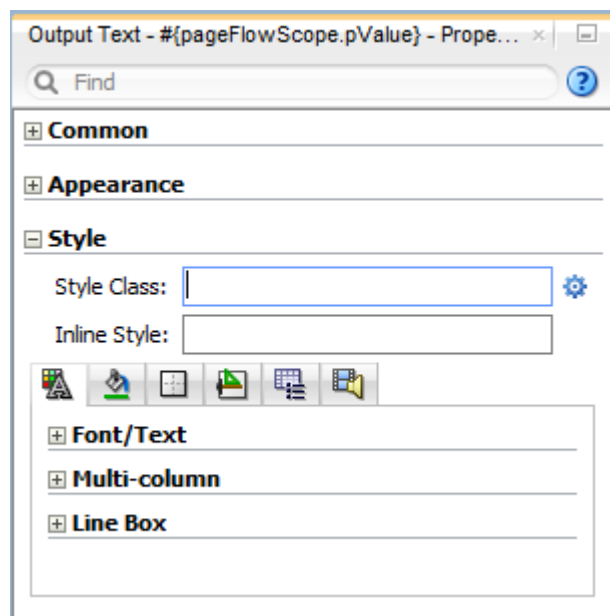 Output Text - #{pageFlowScope.pValue} - Prope...
Find
Common
Appearance
Style
Style Class:
Inline Style:
Font/Text
Multi-column
Line Box